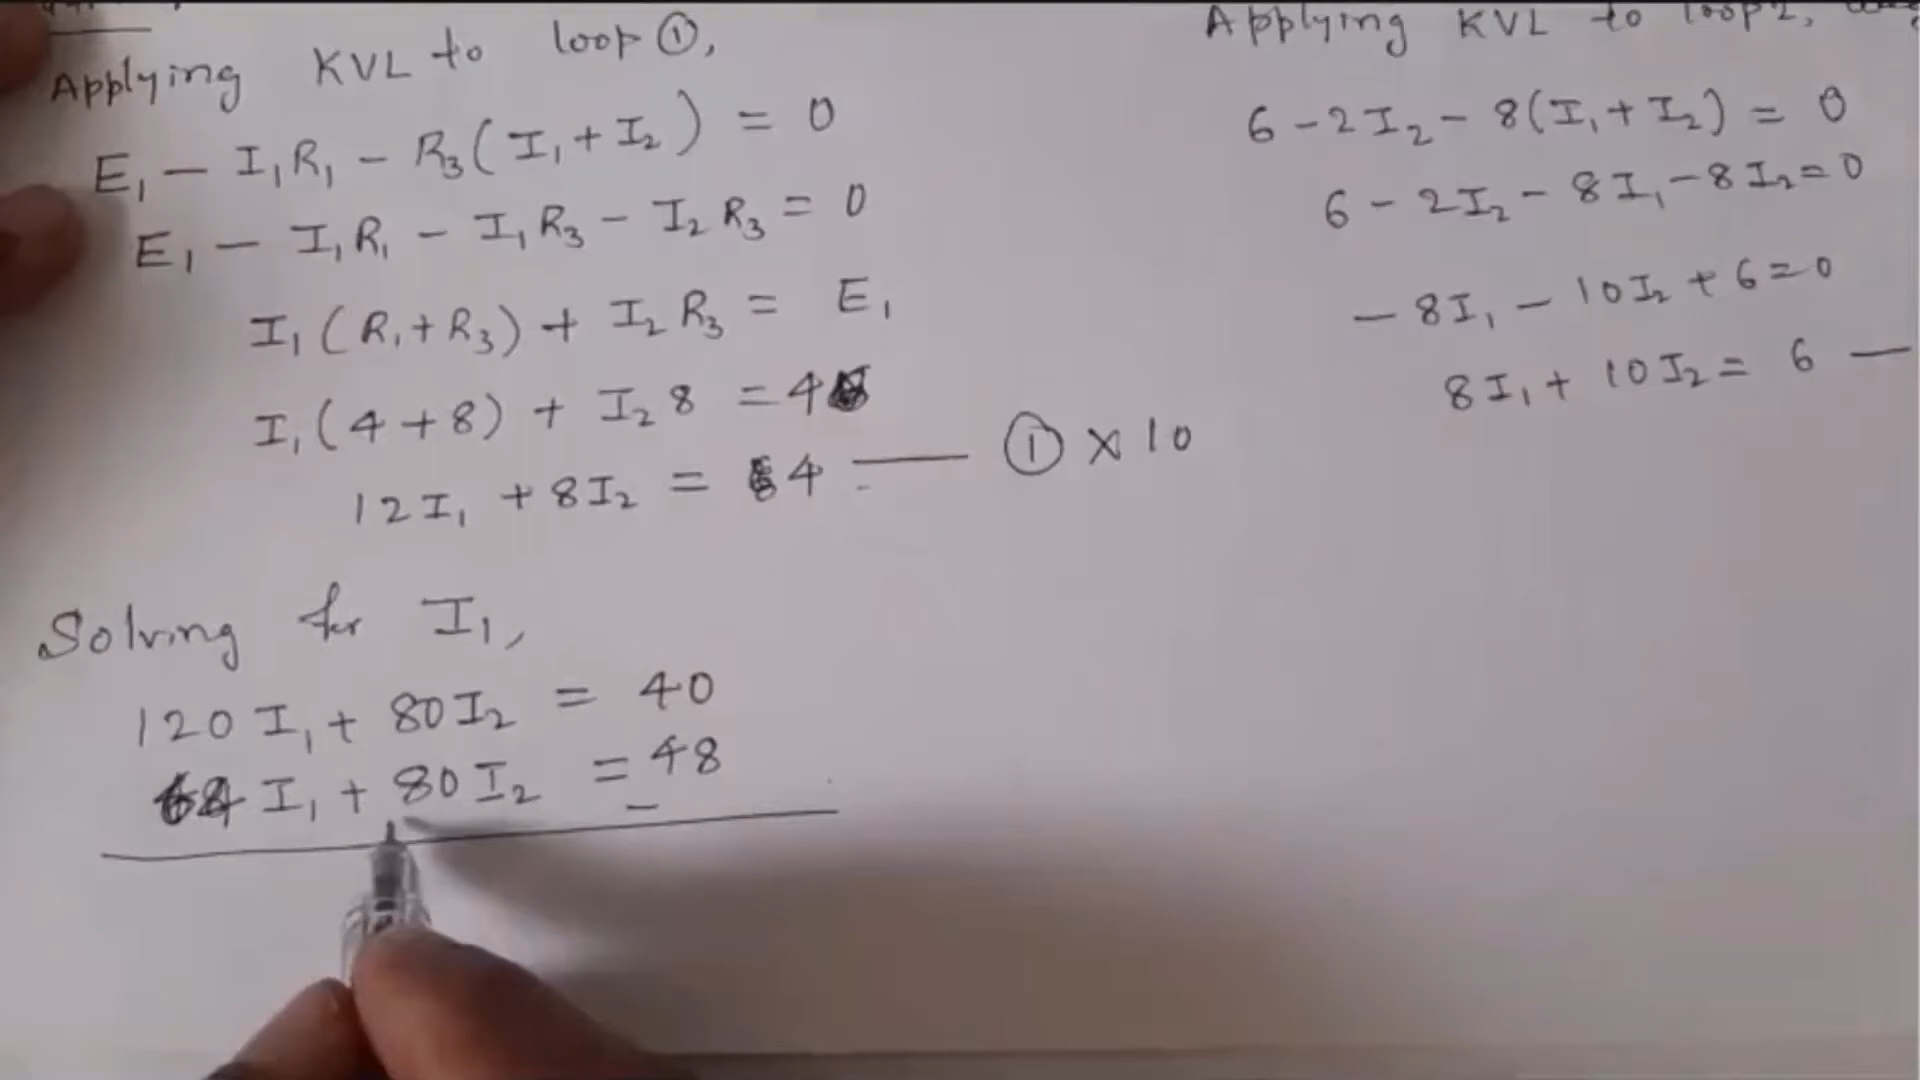 Applying KVL to loop ①,
E₁ - I₁R₁ - R₃(I₁ + I₂) = 0
E₁ - I₁R₁ - I₁R₃ - I₂R₃ = 0
I₁(R₁+R₃) + I₂R₃ = E₁
I₁(4+8) + I₂8 = 4
12I₁ + 8I₂ = 4 — ① × 10
Solving for I₁,
120I₁ + 80I₂ = 40
64I₁ + 80I₂ = 48
-
Applying KVL to loop 2,
6 - 2I₂ - 8(I₁ + I₂) = 0
6 - 2I₂ - 8I₁ - 8I₂ = 0
- 8I₁ - 10I₂ + 6 = 0
8I₁ + 10I₂ = 6 —